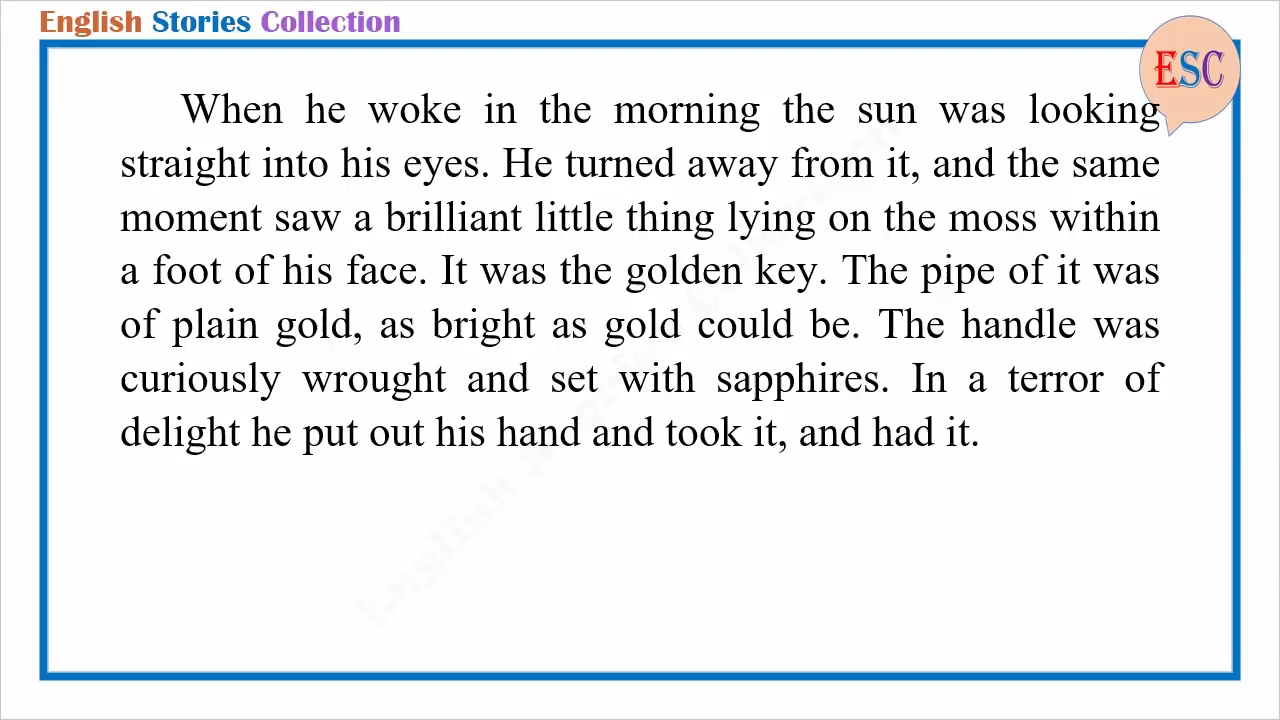 English Stories Collection
ESC
When he woke in the morning the sun was looking
straight into his eyes. He turned away from it, and the same
moment saw a brilliant little thing lying on the moss within
a foot of his face. It was the golden key. The pipe of it was
of plain gold, as bright as gold could be. The handle was
curiously wrought and set with sapphires. In a terror of
delight he put out his hand and took it, and had it.